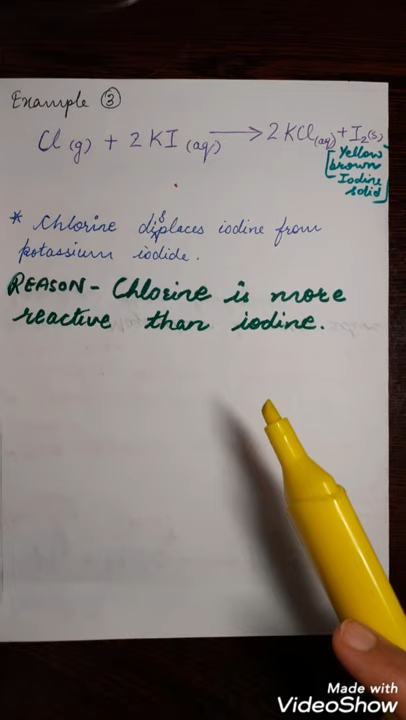 Example ③
Cl (g) + 2 KI (aq) → 2 KCl (aq) + I₂(s)
[Yellow
brown
Iodine
solid]
* Chlorine displaces iodine from
potassium iodide.
REASON - Chlorine is more
reactive than iodine.
Made with
VideoShow